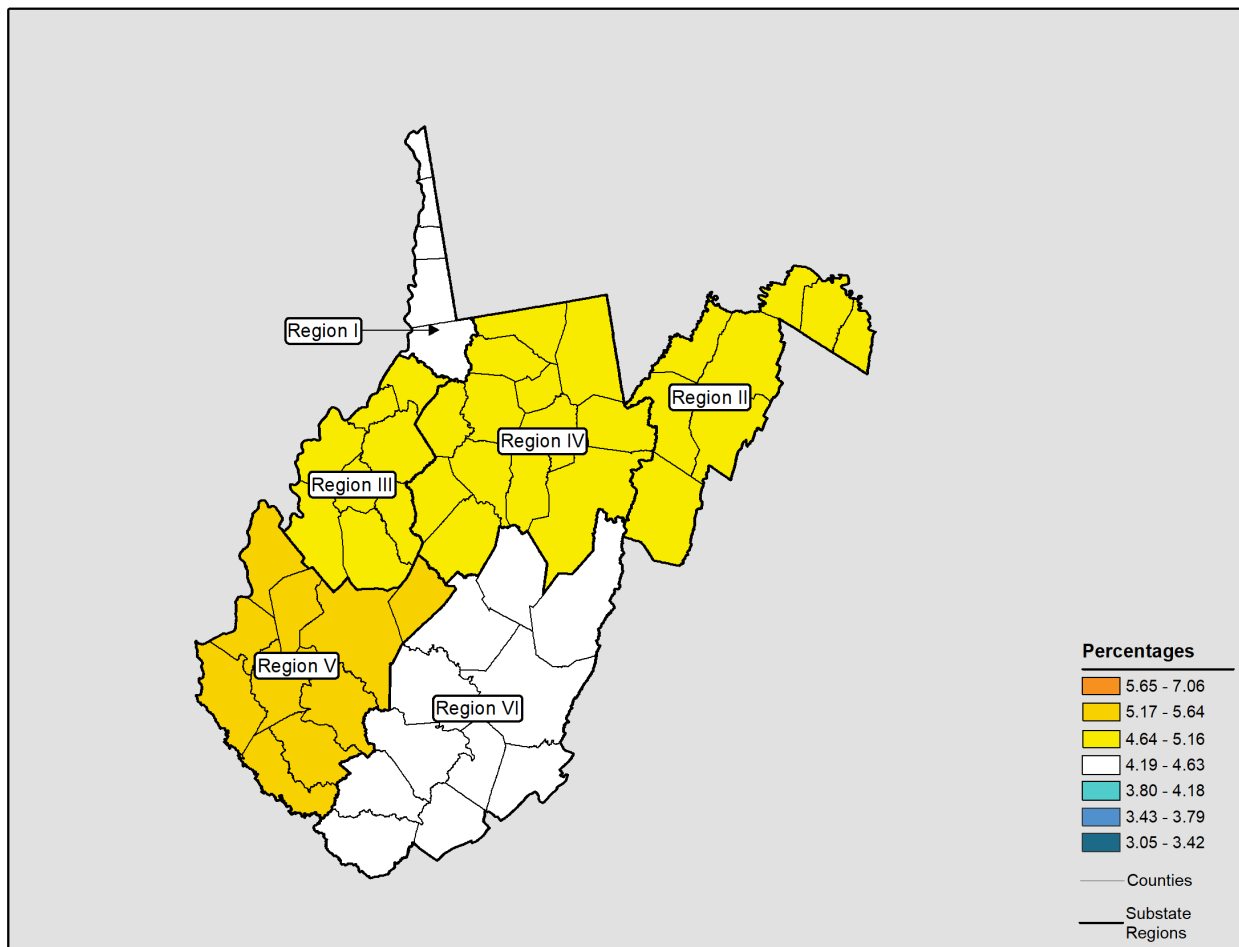 Region I
Region II
Region IV
Region III
Region V
Region VI
Percentages
5.65 - 7.06
5.17 - 5.64
4.64 - 5.16
4.19 - 4.63
3.80 - 4.18
3.43 - 3.79
3.05 - 3.42
Counties
Substate
Regions